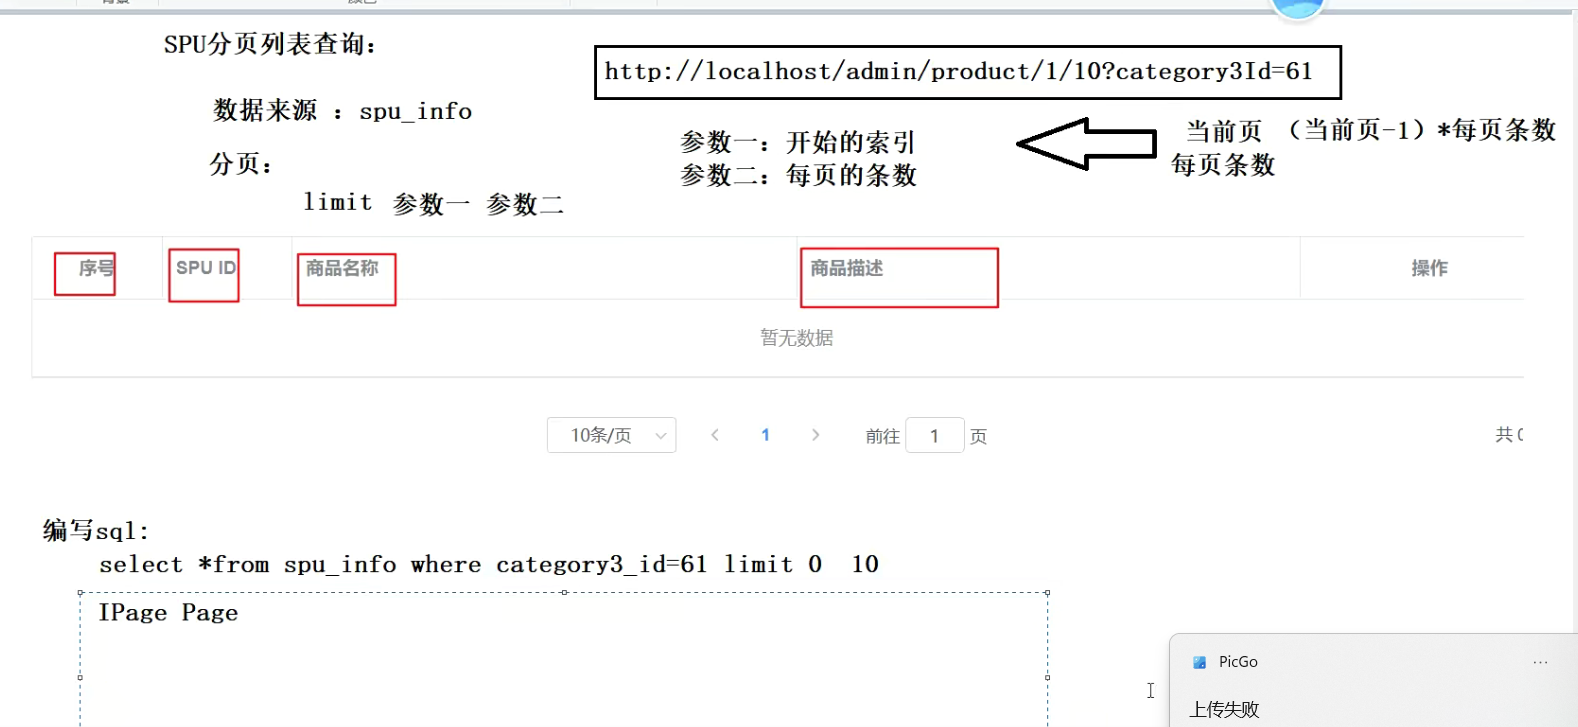 SPU分页列表查询：
http://localhost/admin/product/1/10?category3Id=61
数据来源 ：spu_info
参数一：开始的索引
当前页 （当前页-1）*每页条数
参数二：每页的条数
每页条数
分页：
limit 参数一 参数二
序号 SPU ID 商品名称 商品描述 操作
暂无数据
10条/页 1 前往 1 页 共
编写sql:
select *from spu_info where category3_id=61 limit 0 10
IPage Page
PicGo
上传失败